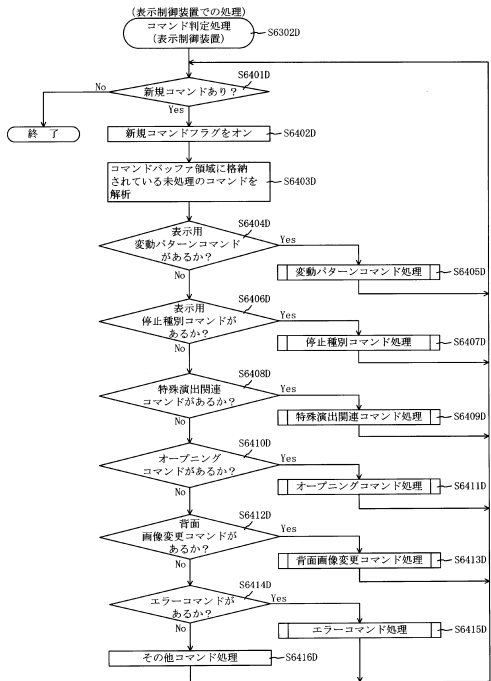 (表示制御装置での処理)
コマンド判定処理
(表示制御装置)
S6302D
S6401D
新規コマンドあり？
No
Yes
終　了
新規コマンドフラグをオン
S6402D
コマンドバッファ領域に格納
されている未処理のコマンドを
解析
S6403D
S6404D
表示用
変動パターンコマンド
があるか？
Yes
No
変動パターンコマンド処理
S6405D
S6406D
表示用
停止種別コマンドが
あるか？
Yes
No
停止種別コマンド処理
S6407D
S6408D
特殊演出関連
コマンドがあるか？
Yes
No
特殊演出関連コマンド処理
S6409D
S6410D
オープニング
コマンドがあるか？
Yes
No
オープニングコマンド処理
S6411D
S6412D
背面
画像変更コマンドが
あるか？
Yes
No
背面画像変更コマンド処理
S6413D
S6414D
エラーコマンドが
あるか？
Yes
No
エラーコマンド処理
S6415D
その他コマンド処理
S6416D